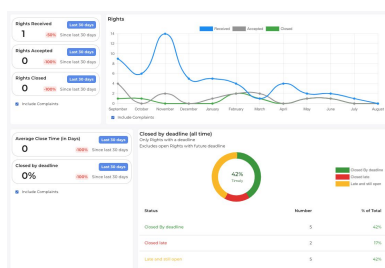 Rights Received
Last 30 days
1
-50% Since last 30 days
Rights Accepted
Last 30 days
0
-100% Since last 30 days
Rights Closed
Last 30 days
0
-100% Since last 30 days
Include Complaints
Rights
Received Accepted Closed
14
12
10
8
6
4
2
0
September October November December January February March April May June July August
Include Complaints
Average Close Time (in Days)
Last 30 days
0
-100% Since last 30 days
Closed by deadline
Last 30 days
0%
-100% Since last 30 days
Include Complaints
Closed by deadline (all time)
Only Rights with a deadline
Excludes open Rights with future deadline
42%
Timely
Closed By deadline
Closed late
Late and still open
Status Number % of Total
Closed By deadline 5 42%
Closed late 2 17%
Late and still open 5 42%